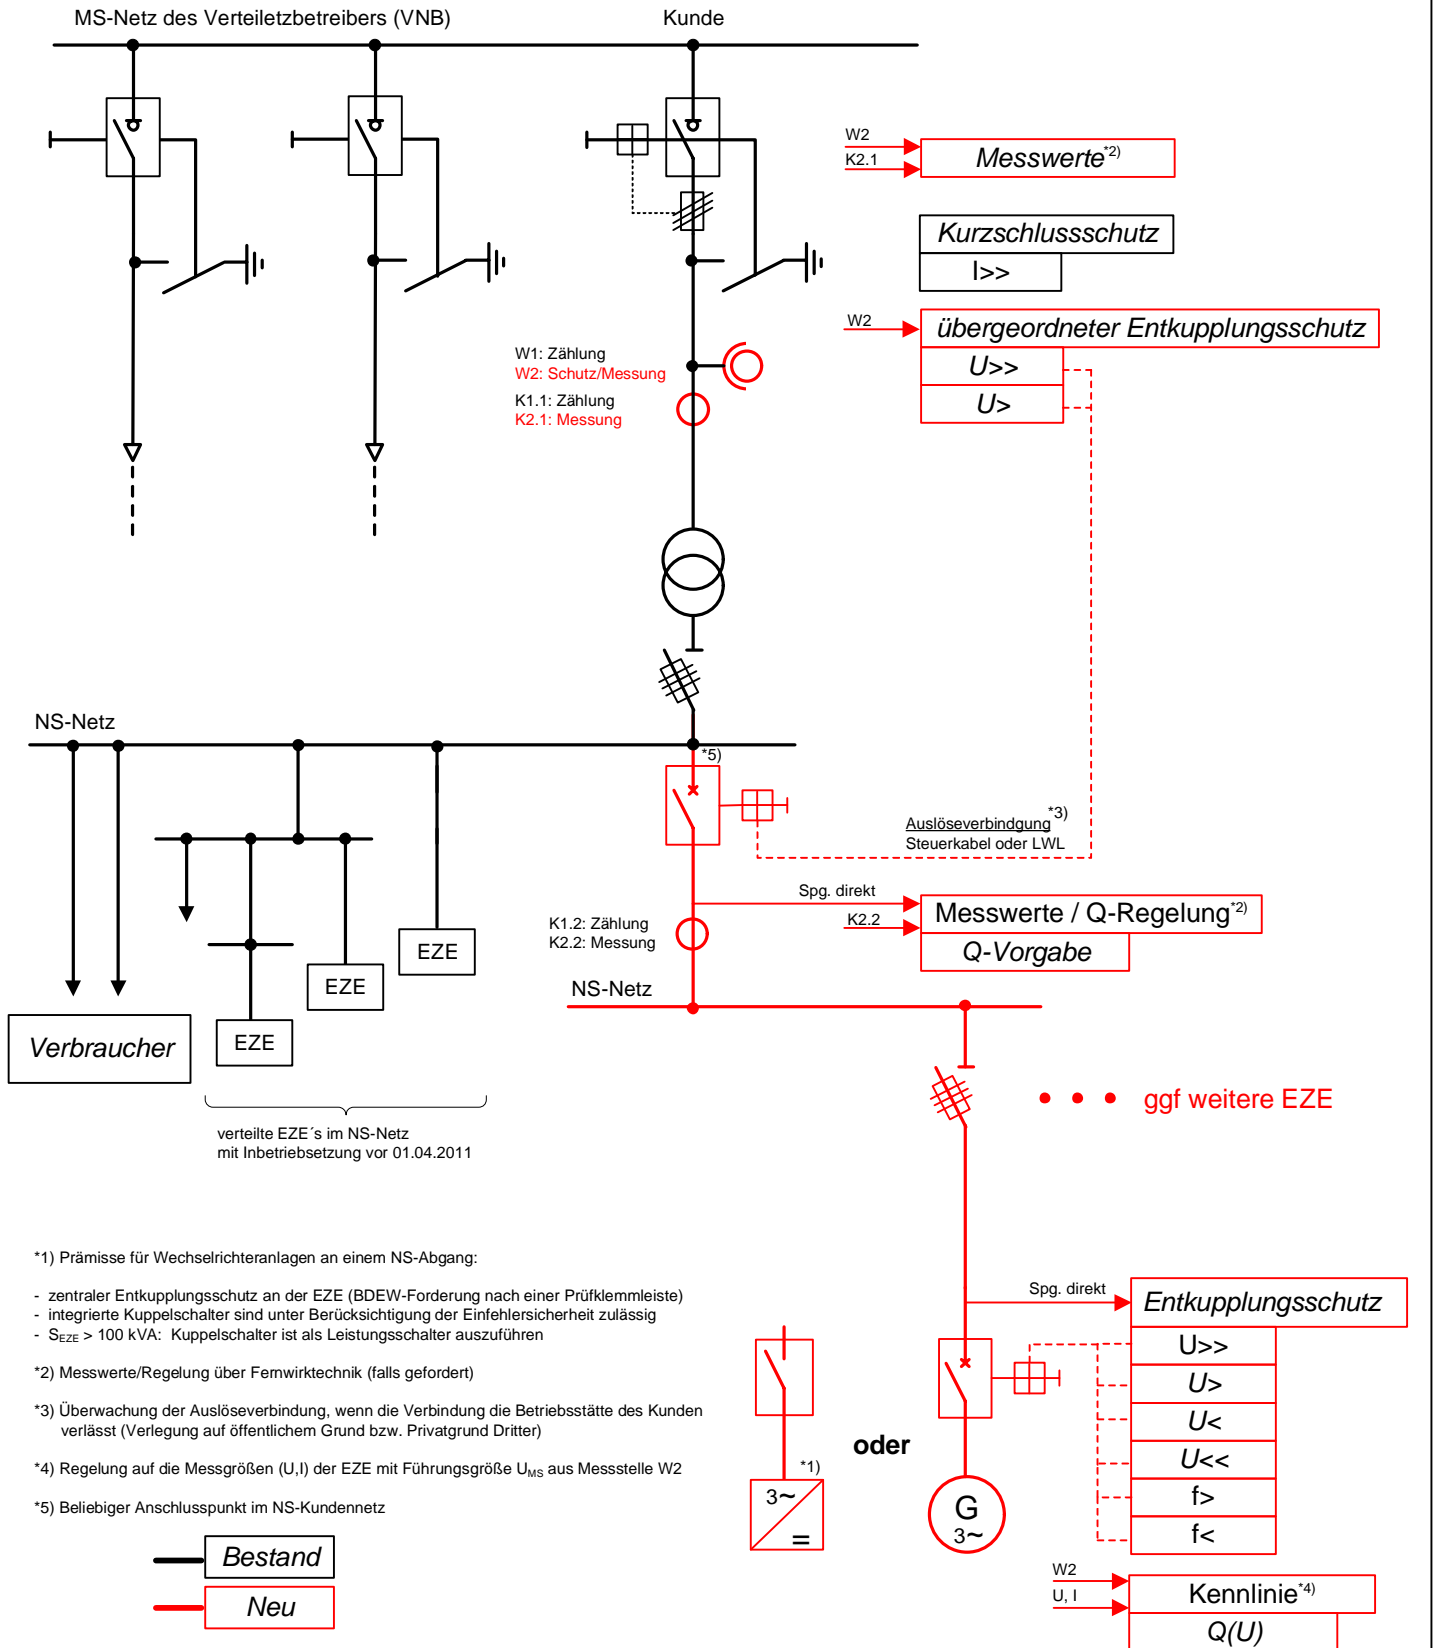 MS-Netz des Verteiletzbetreibers (VNB)
Kunde
W2
K2.1
Messwerte*2)
Kurzschlussschutz
I>>
W2
übergeordneter Entkupplungsschutz
U>>
U>
W1: Zählung
W2: Schutz/Messung
K1.1: Zählung
K2.1: Messung
NS-Netz
*5)
Auslöseverbindgung*3)
Steuerkabel oder LWL
Spg. direkt
K2.2
Messwerte / Q-Regelung*2)
Q-Vorgabe
K1.2: Zählung
K2.2: Messung
NS-Netz
EZE
EZE
EZE
Verbraucher
verteilte EZE´s im NS-Netz
mit Inbetriebsetzung vor 01.04.2011
ggf weitere EZE
*1) Prämisse für Wechselrichteranlagen an einem NS-Abgang:
- zentraler Entkupplungsschutz an der EZE (BDEW-Forderung nach einer Prüfklemmleiste)
- integrierte Kuppelschalter sind unter Berücksichtigung der Einfehlersicherheit zulässig
- SEZE > 100 kVA: Kuppelschalter ist als Leistungsschalter auszuführen
*2) Messwerte/Regelung über Fernwirktechnik (falls gefordert)
*3) Überwachung der Auslöseverbindung, wenn die Verbindung die Betriebsstätte des Kunden
verlässt (Verlegung auf öffentlichem Grund bzw. Privatgrund Dritter)
*4) Regelung auf die Messgrößen (U,I) der EZE mit Führungsgröße UMS aus Messstelle W2
*5) Beliebiger Anschlusspunkt im NS-Kundennetz
Bestand
Neu
*1)
3~
=
oder
G
3~
Spg. direkt
Entkupplungsschutz
U>>
U>
U<
U<<
f>
f<
W2
U, I
Kennlinie*4)
Q(U)